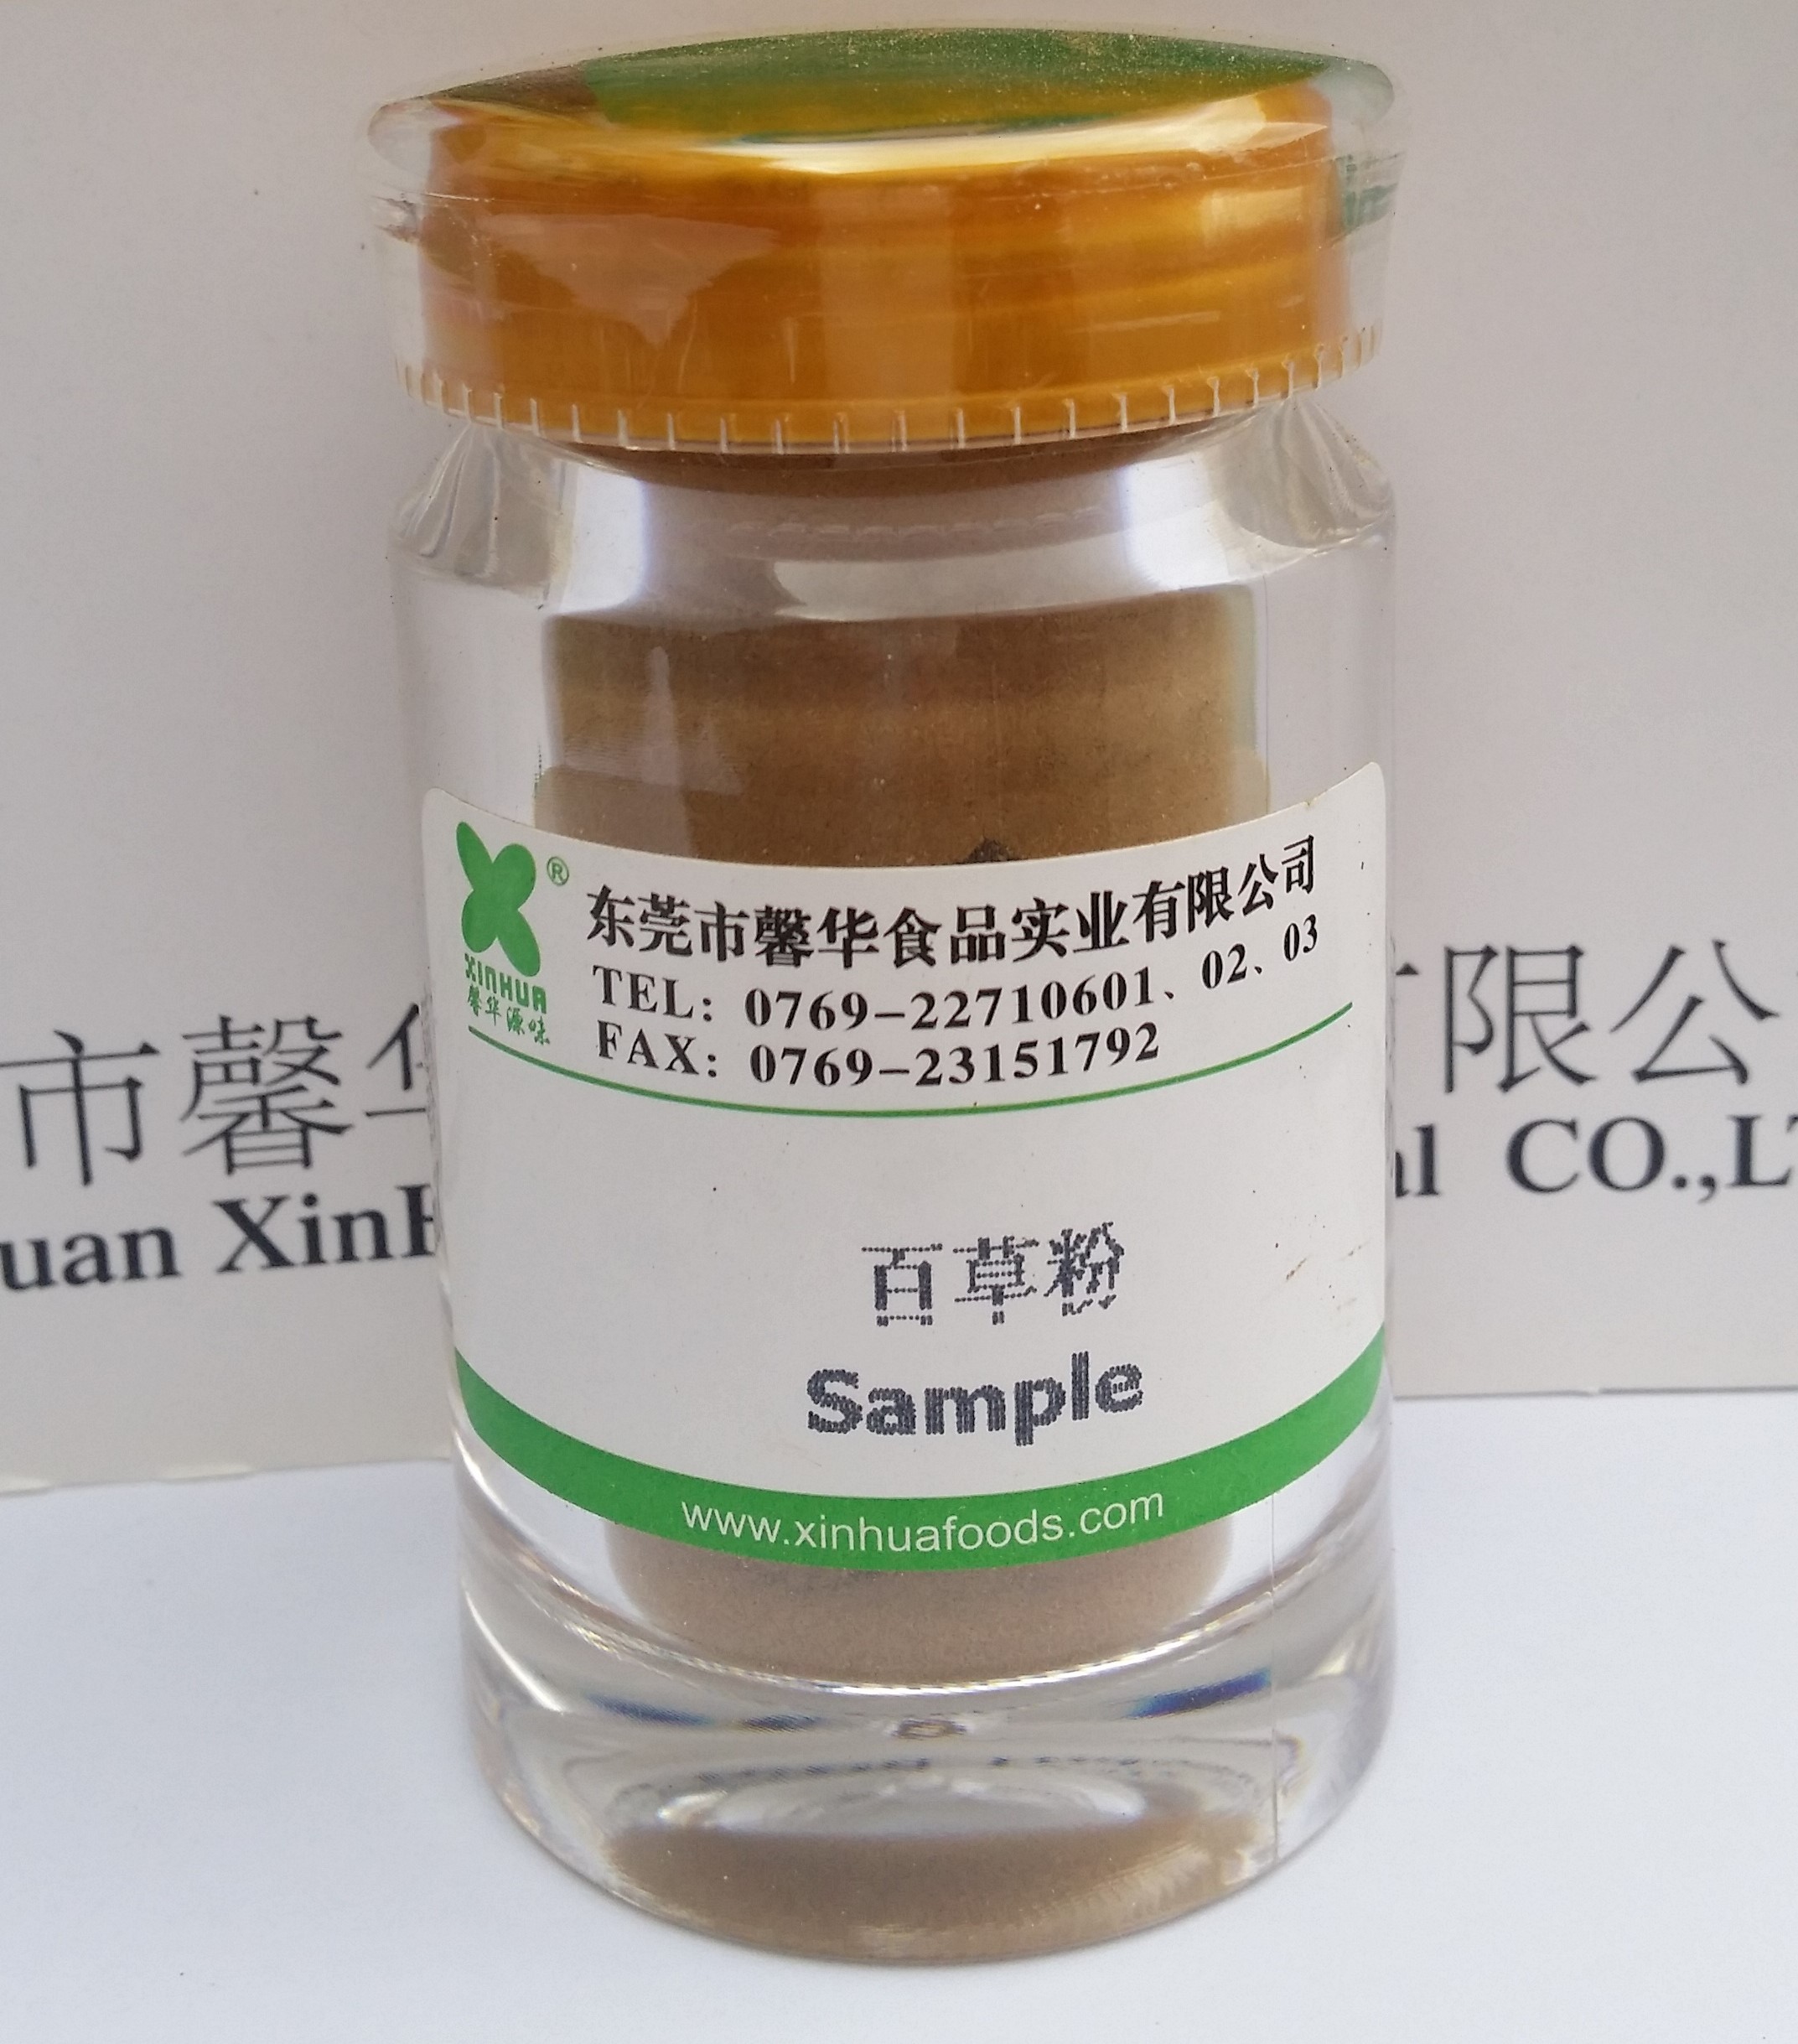 东莞市馨华食品实业有限公司
TEL: 0769-22710601、02、03
FAX: 0769-23151792
®
XINHUA
馨华源味
百草粉
Sample
www.xinhuafoods.com
市馨华
限公
uan XinH
al CO.,LT